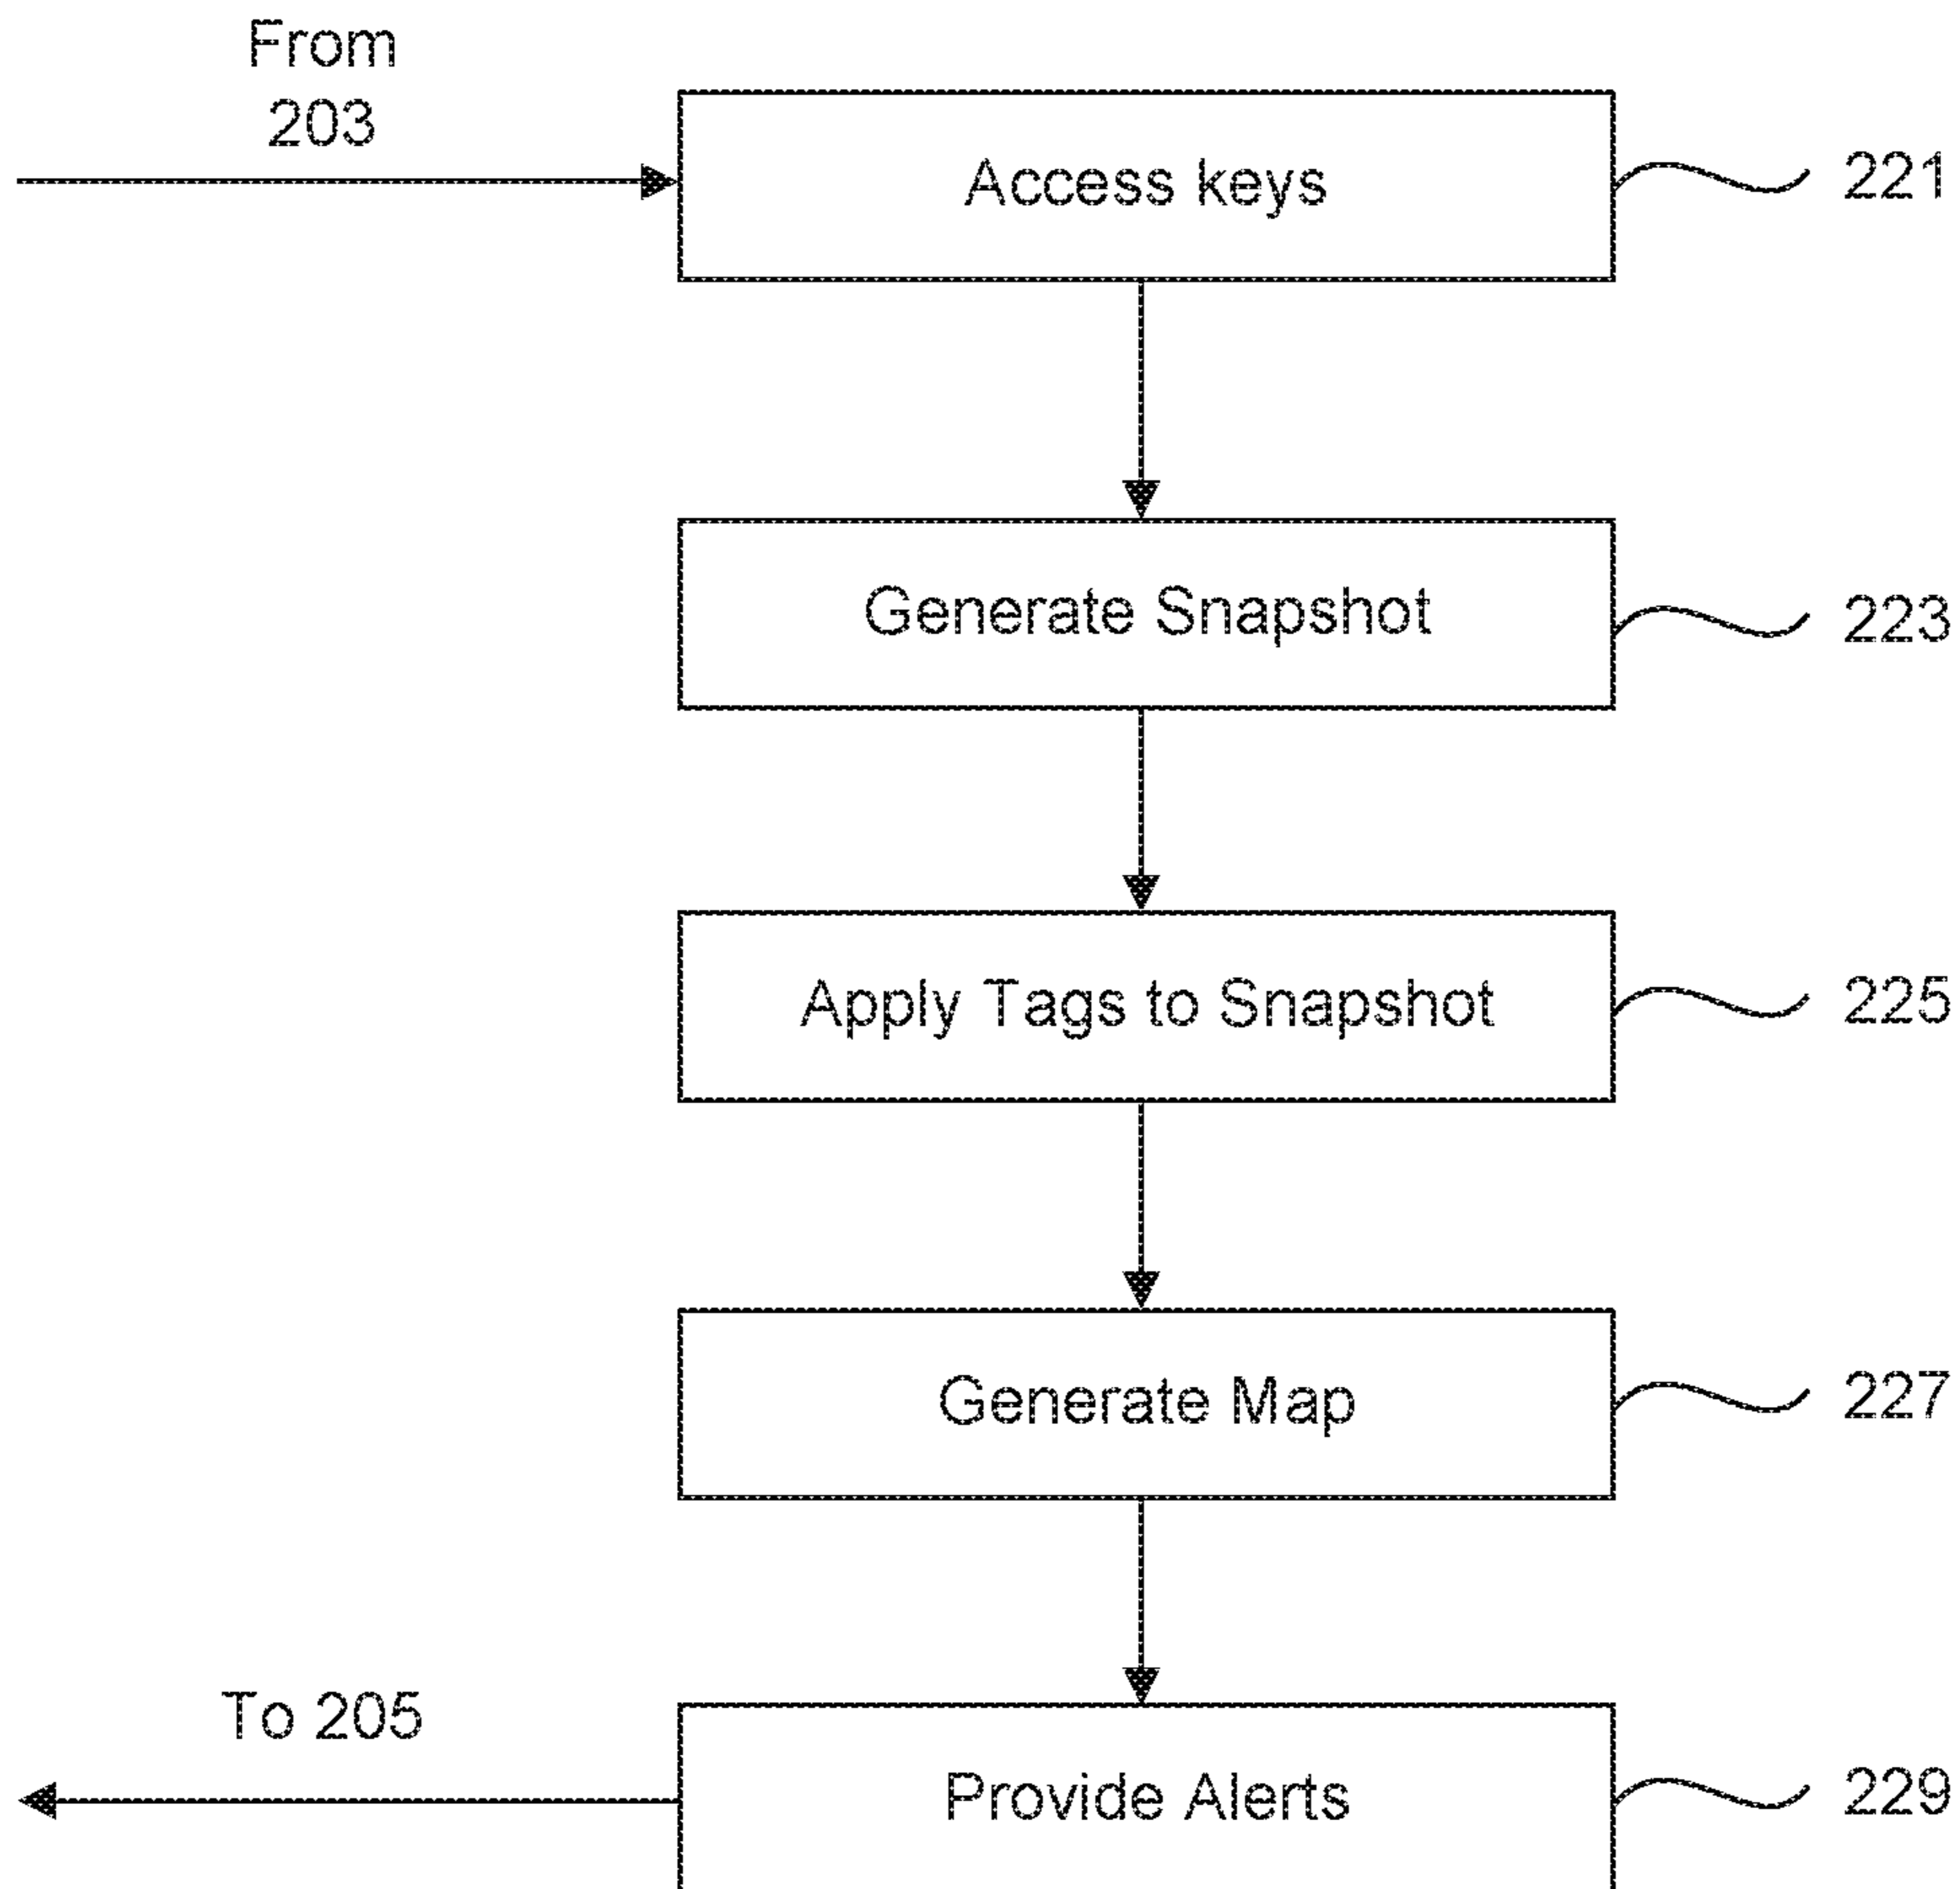 From
203
Access keys
221
Generate Snapshot
223
Apply Tags to Snapshot
225
Generate Map
227
To 205
Provide Alerts
229